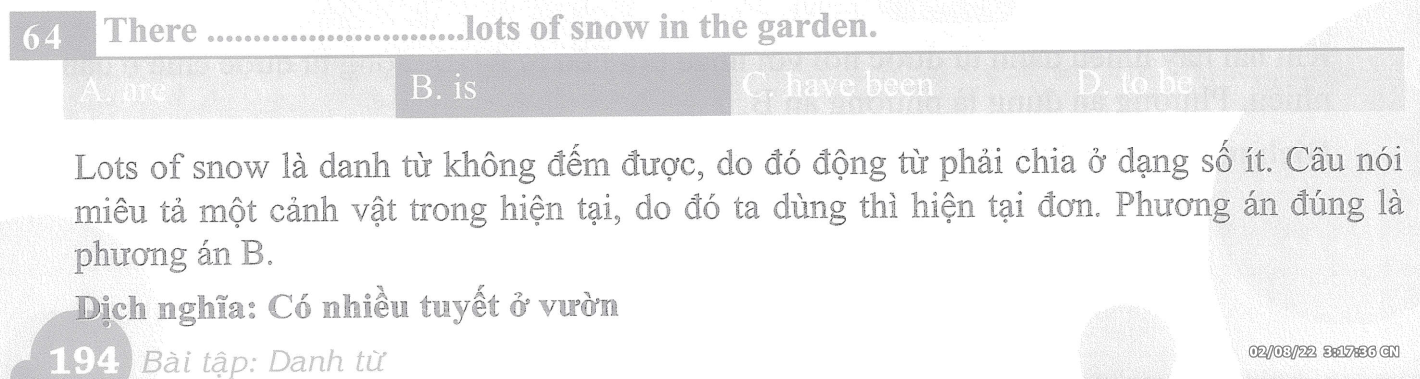 64 There ............................lots of snow in the garden.
A. are B. is C. have been D. to be
Lots of snow là danh từ không đếm được, do đó động từ phải chia ở dạng số ít. Câu nói
miêu tả một cảnh vật trong hiện tại, do đó ta dùng thì hiện tại đơn. Phương án đúng là
phương án B.
Dịch nghĩa: Có nhiều tuyết ở vườn
194 Bài tập: Danh từ
02/08/22 3:17:36 CN